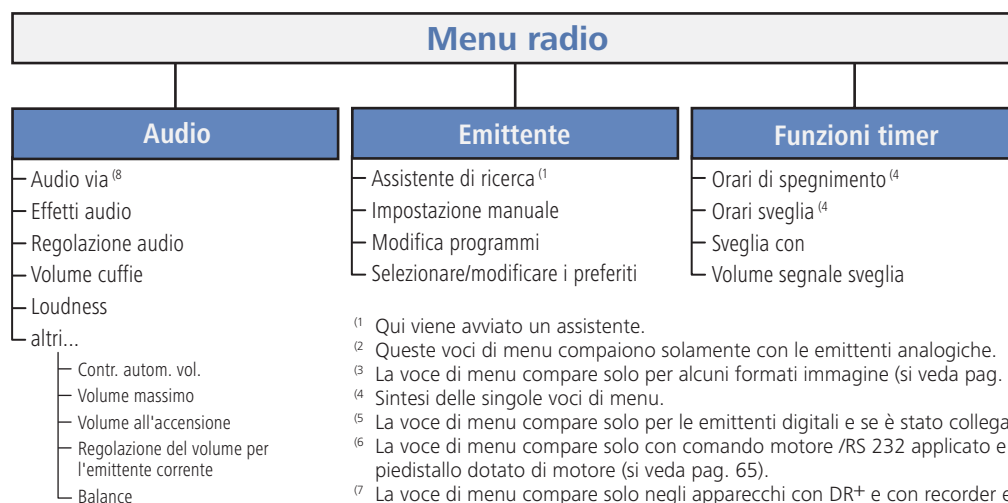 Menu radio
Audio
Audio via (8
Effetti audio
Regolazione audio
Volume cuffie
Loudness
altri...
Contr. autom. vol.
Volume massimo
Volume all'accensione
Regolazione del volume per
l'emittente corrente
Balance
Emittente
Assistente di ricerca (1
Impostazione manuale
Modifica programmi
Selezionare/modificare i preferiti
Funzioni timer
Orari di spegnimento (4
Orari sveglia (4
Sveglia con
Volume segnale sveglia
(1 Qui viene avviato un assistente.
(2 Queste voci di menu compaiono solamente con le emittenti analogiche.
(3 La voce di menu compare solo per alcuni formati immagine (si veda pag.
(4 Sintesi delle singole voci di menu.
(5 La voce di menu compare solo per le emittenti digitali e se è stato collega
(6 La voce di menu compare solo con comando motore /RS 232 applicato e
piedistallo dotato di motore (si veda pag. 65).
(7 La voce di menu compare solo negli apparecchi con DR+ e con recorder